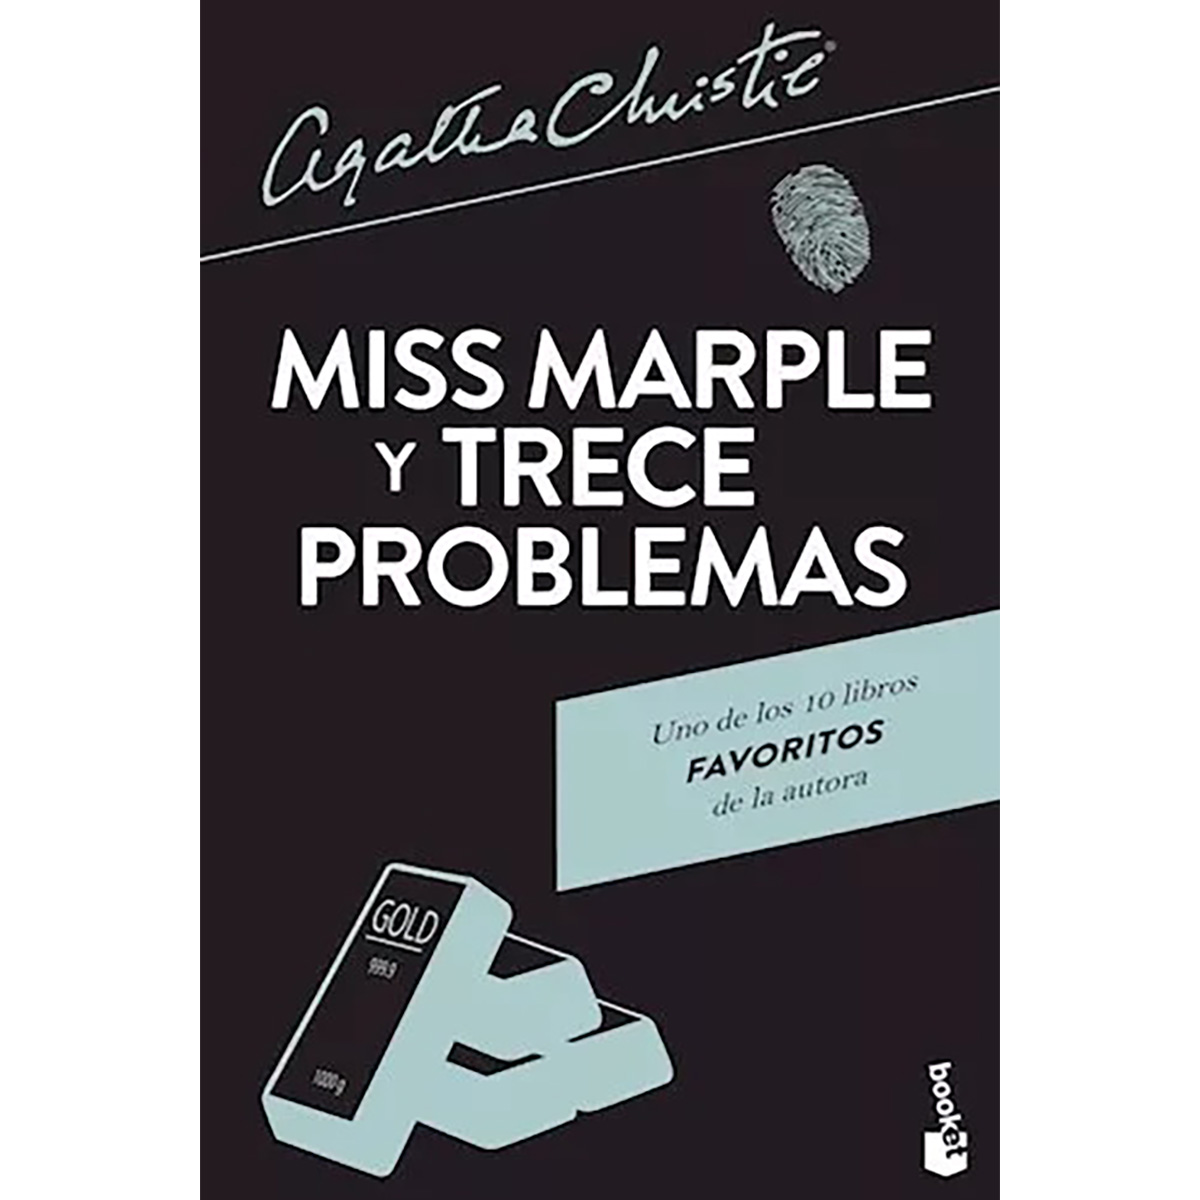 Agatha Christie®
MISS MARPLE
Y TRECE
PROBLEMAS
Uno de los 10 libros
FAVORITOS
de la autora
GOLD
999.9
1000 g
booket